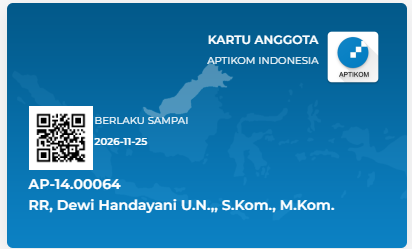 KARTU ANGGOTA
APTIKOM INDONESIA
APTIKOM
BERLAKU SAMPAI
2026-11-25
AP-14.00064
RR, Dewi Handayani U.N.,, S.Kom., M.Kom.